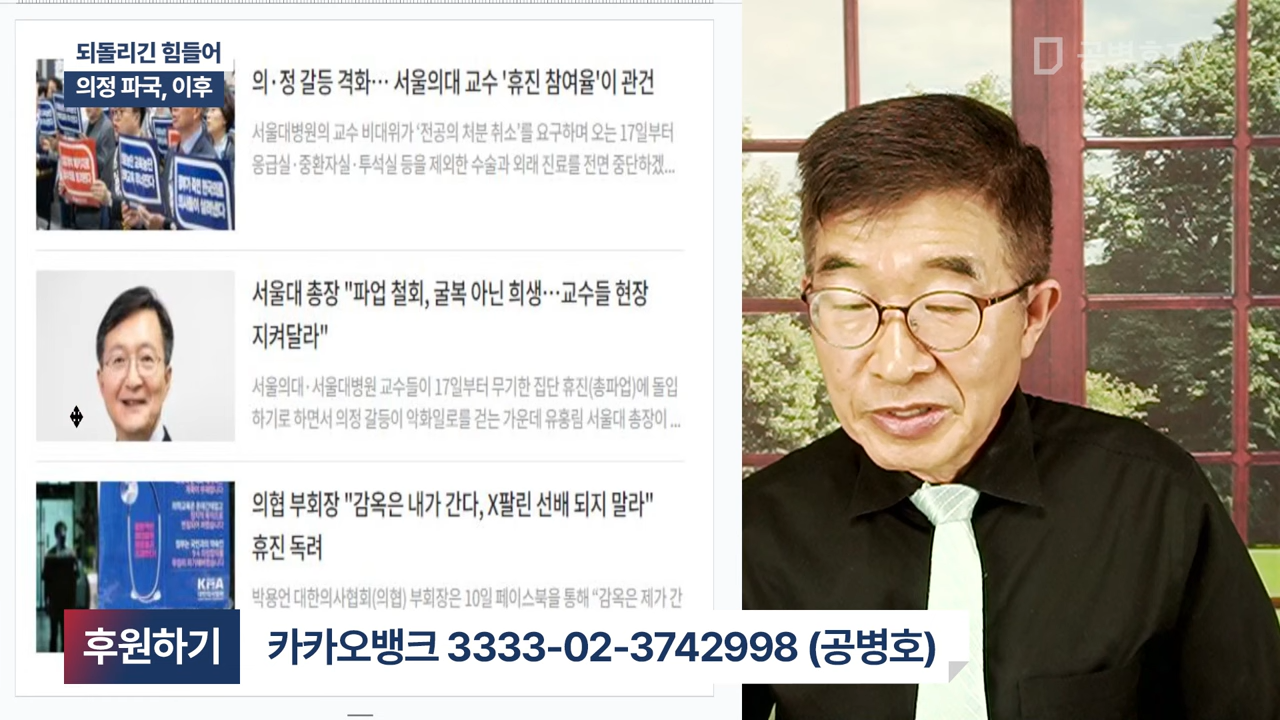 되돌리긴 힘들어
의정 파국, 이후
공병호TV
의·정 갈등 격화… 서울의대 교수 '휴진 참여율'이 관건
서울대병원의 교수 비대위가 '전공의 처분 취소'를 요구하며 오는 17일부터
응급실·중환자실·투석실 등을 제외한 수술과 외래 진료를 전면 중단하겠...
서울대 총장 "파업 철회, 굴복 아닌 희생…교수들 현장
지켜달라"
서울의대·서울대병원 교수들이 17일부터 무기한 집단 휴진(총파업)에 돌입
하기로 하면서 의정 갈등이 악화일로를 걷는 가운데 유홍림 서울대 총장이 ...
의협 부회장 "감옥은 내가 간다, X팔린 선배 되지 말라"
휴진 독려
박용언 대한의사협회(의협) 부회장은 10일 페이스북을 통해 “감옥은 제가 간
KMA
후원하기
카카오뱅크 3333-02-3742998 (공병호)